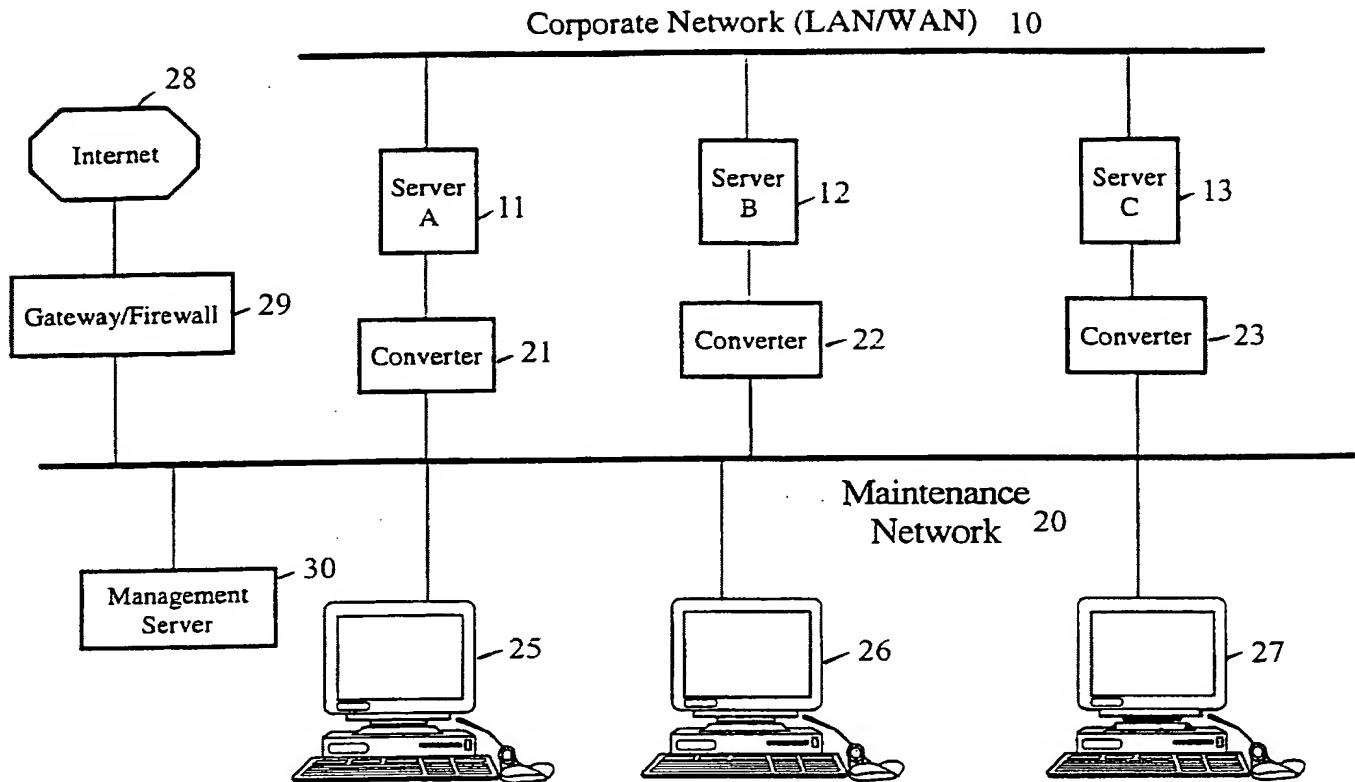 Corporate Network (LAN/WAN) 10
28
Internet
Server
A
11
Server
B
12
Server
C
13
Gateway/Firewall
29
Converter
21
Converter
22
Converter
23
Maintenance
Network 20
Management
Server
30
25
26
27